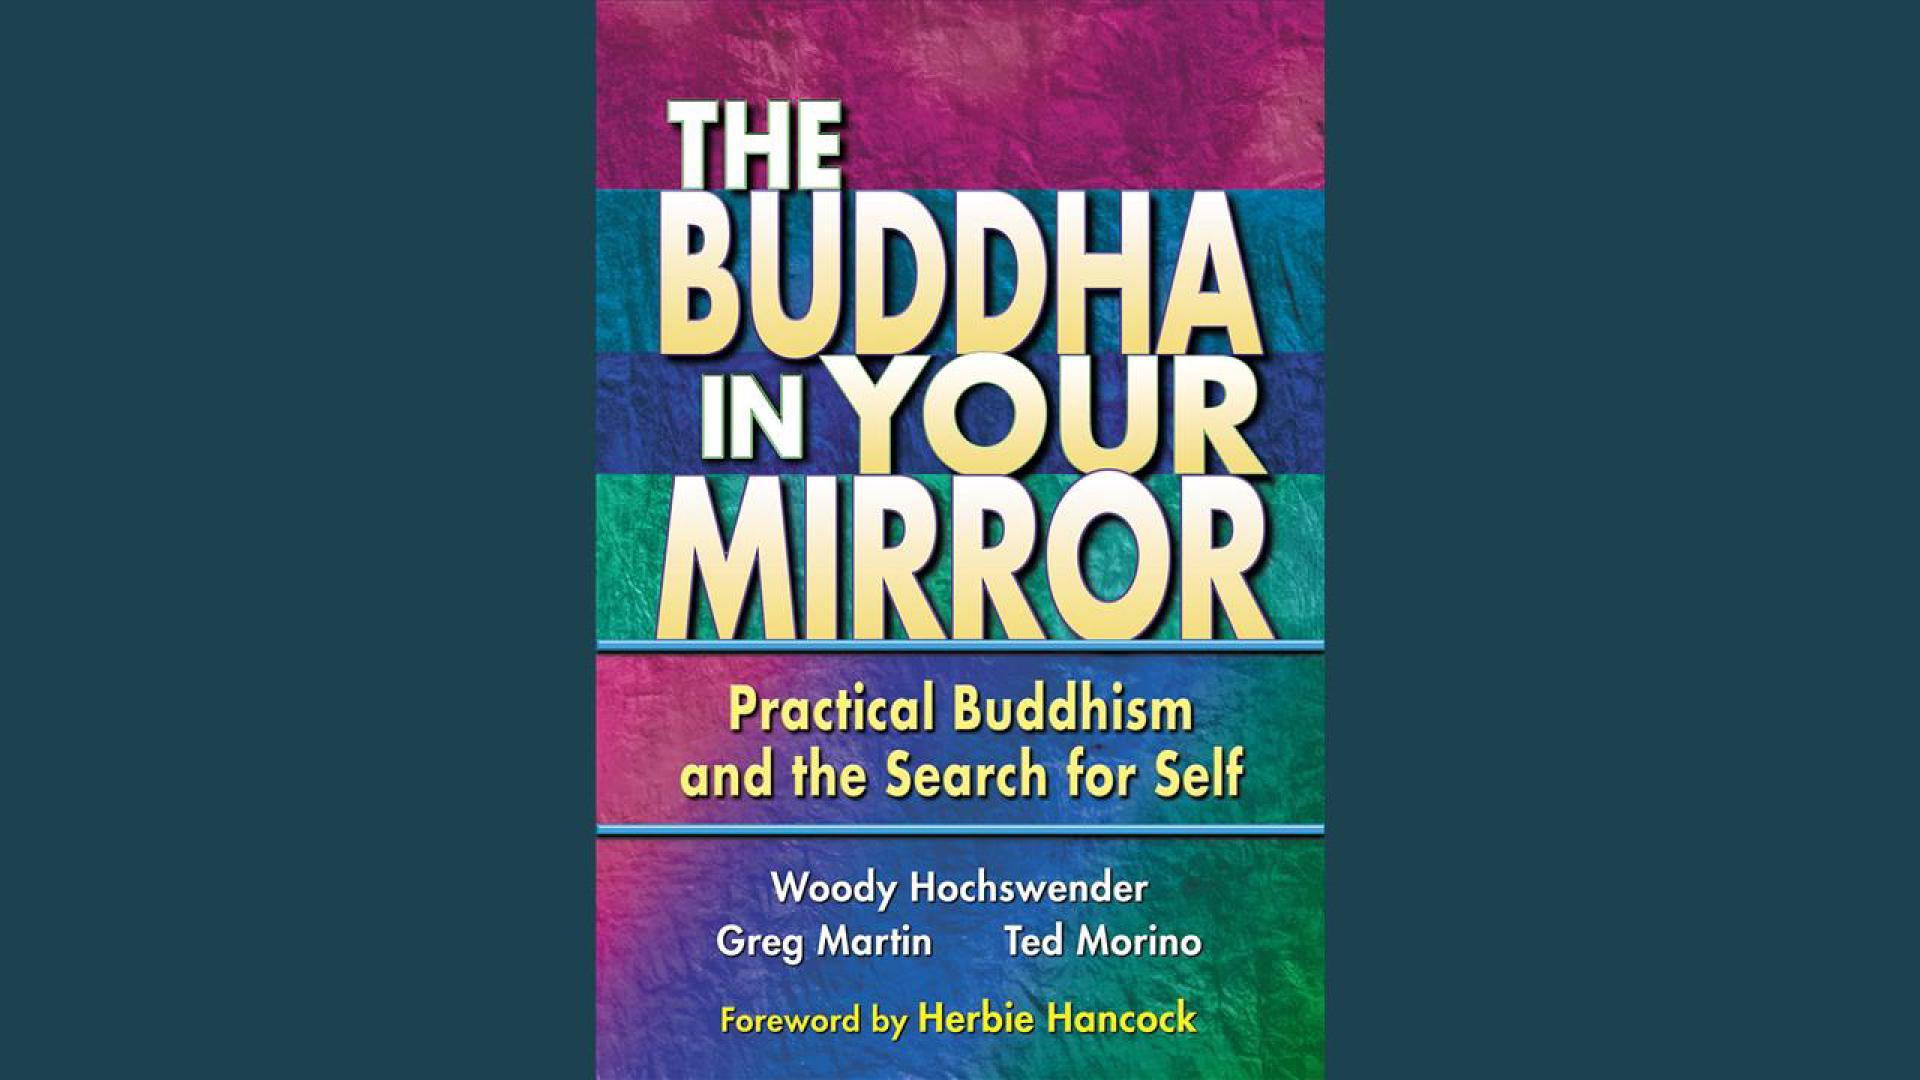 THE
BUDDHA
IN YOUR
MIRROR
Practical Buddhism
and the Search for Self
Woody Hochswender
Greg Martin Ted Morino
Foreword by Herbie Hancock